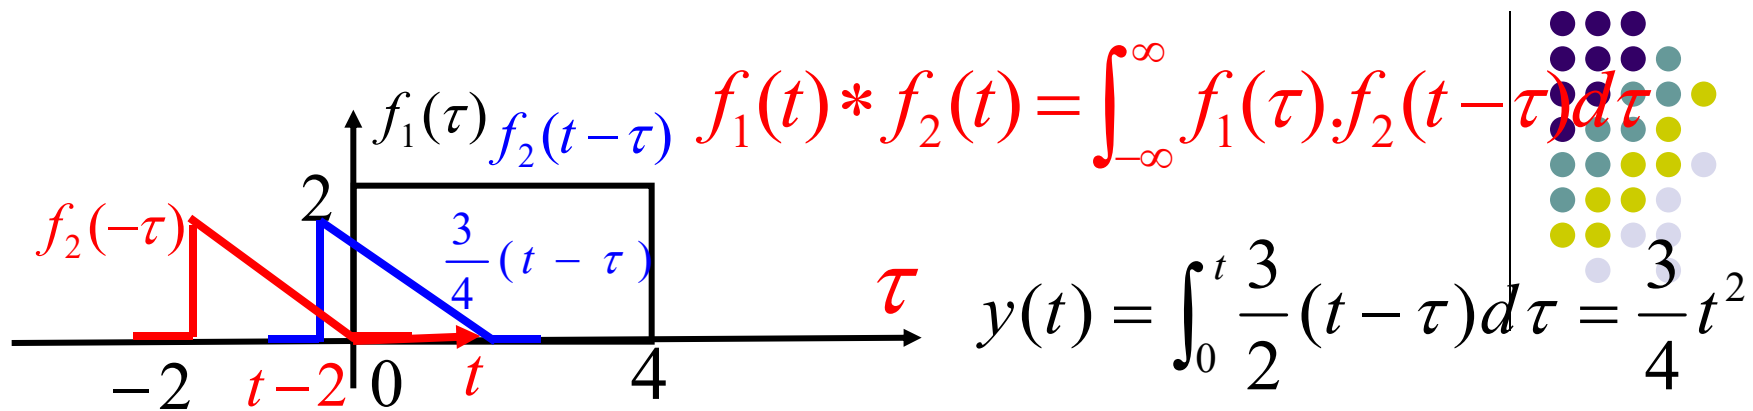 f₁(τ) f₂(t−τ) f₁(t)*f₂(t)=∫_{−∞}^{∞} f₁(τ).f₂(t−τ)dτ
2
f₂(−τ) 3/4 (t − τ)
τ y(t) = ∫₀ᵗ 3/2 (t − τ)dτ = 3/4 t²
−2 t−2 0 t 4